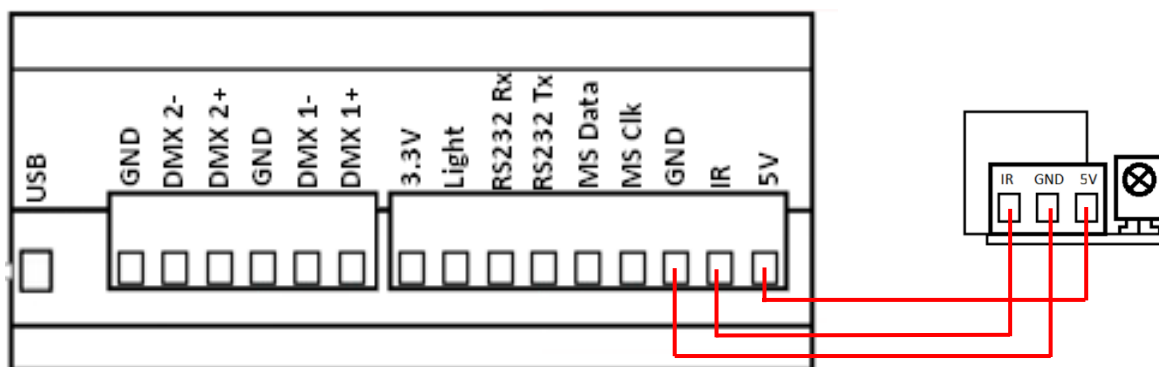 USB
GND
DMX 2-
DMX 2+
GND
DMX 1-
DMX 1+
3.3V
Light
RS232 Rx
RS232 Tx
MS Data
MS Clk
GND
IR
5V
IR GND 5V